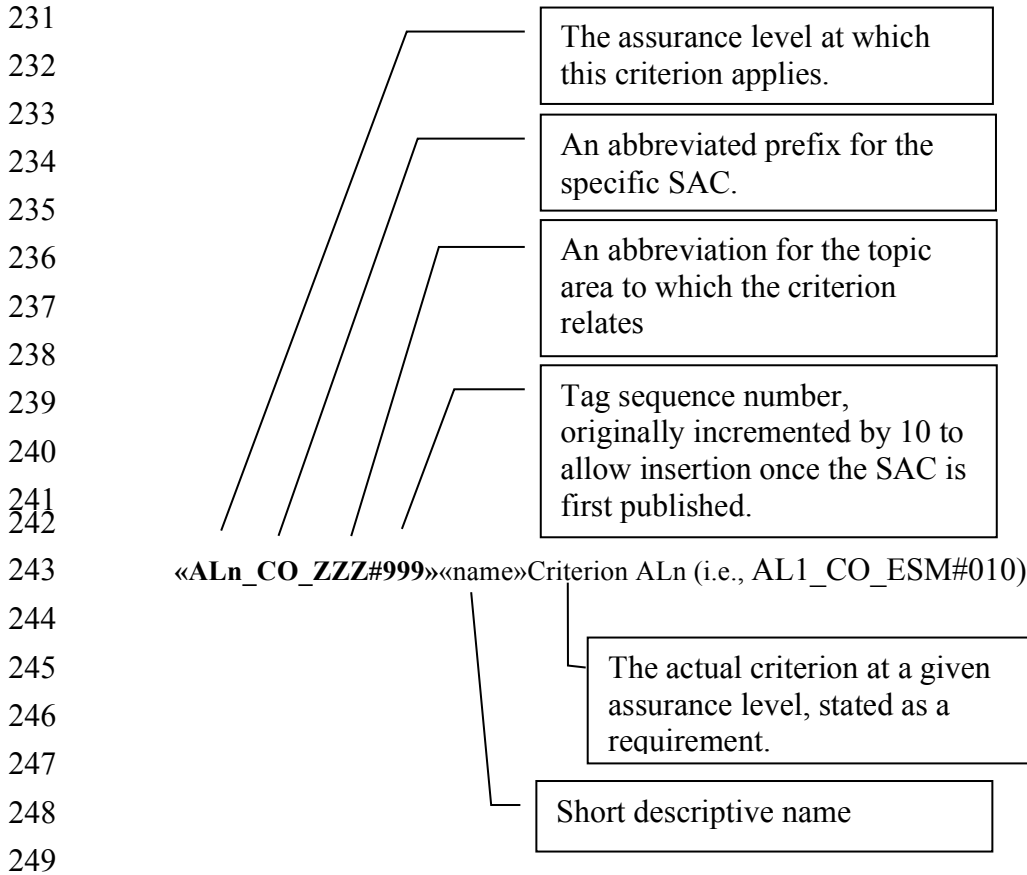 231
The assurance level at which
232
this criterion applies.
233
An abbreviated prefix for the
234
specific SAC.
235
236
An abbreviation for the topic
area to which the criterion
237
relates
238
239
Tag sequence number,
originally incremented by 10 to
240
allow insertion once the SAC is
241
first published.
242
243 «ALn_CO_ZZZ#999»«name»Criterion ALn (i.e., AL1_CO_ESM#010)
244
245
The actual criterion at a given
246
assurance level, stated as a
requirement.
247
248
Short descriptive name
249